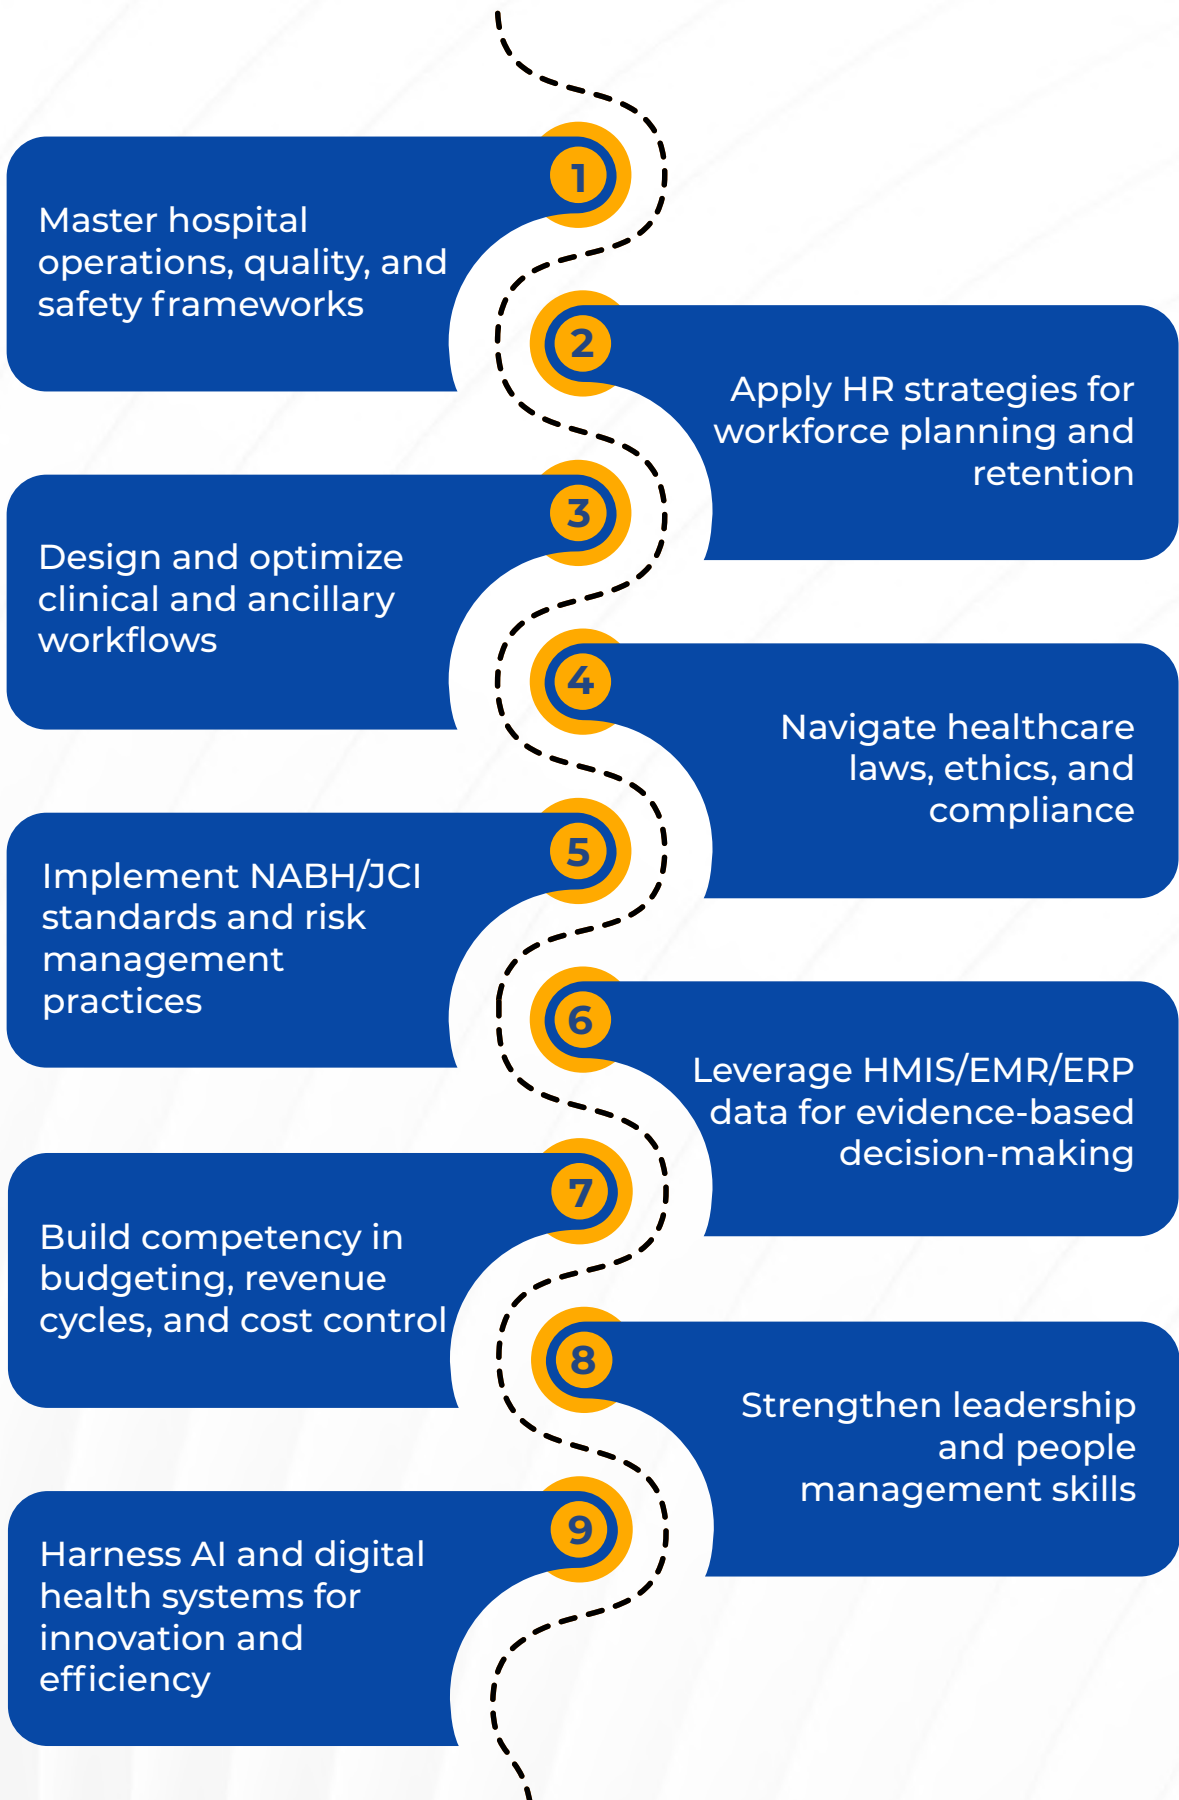 1
Master hospital
operations, quality, and
safety frameworks
2
Apply HR strategies for
workforce planning and
retention
3
Design and optimize
clinical and ancillary
workflows
4
Navigate healthcare
laws, ethics, and
compliance
5
Implement NABH/JCI
standards and risk
management
practices
6
Leverage HMIS/EMR/ERP
data for evidence-based
decision-making
7
Build competency in
budgeting, revenue
cycles, and cost control
8
Strengthen leadership
and people
management skills
9
Harness AI and digital
health systems for
innovation and
efficiency